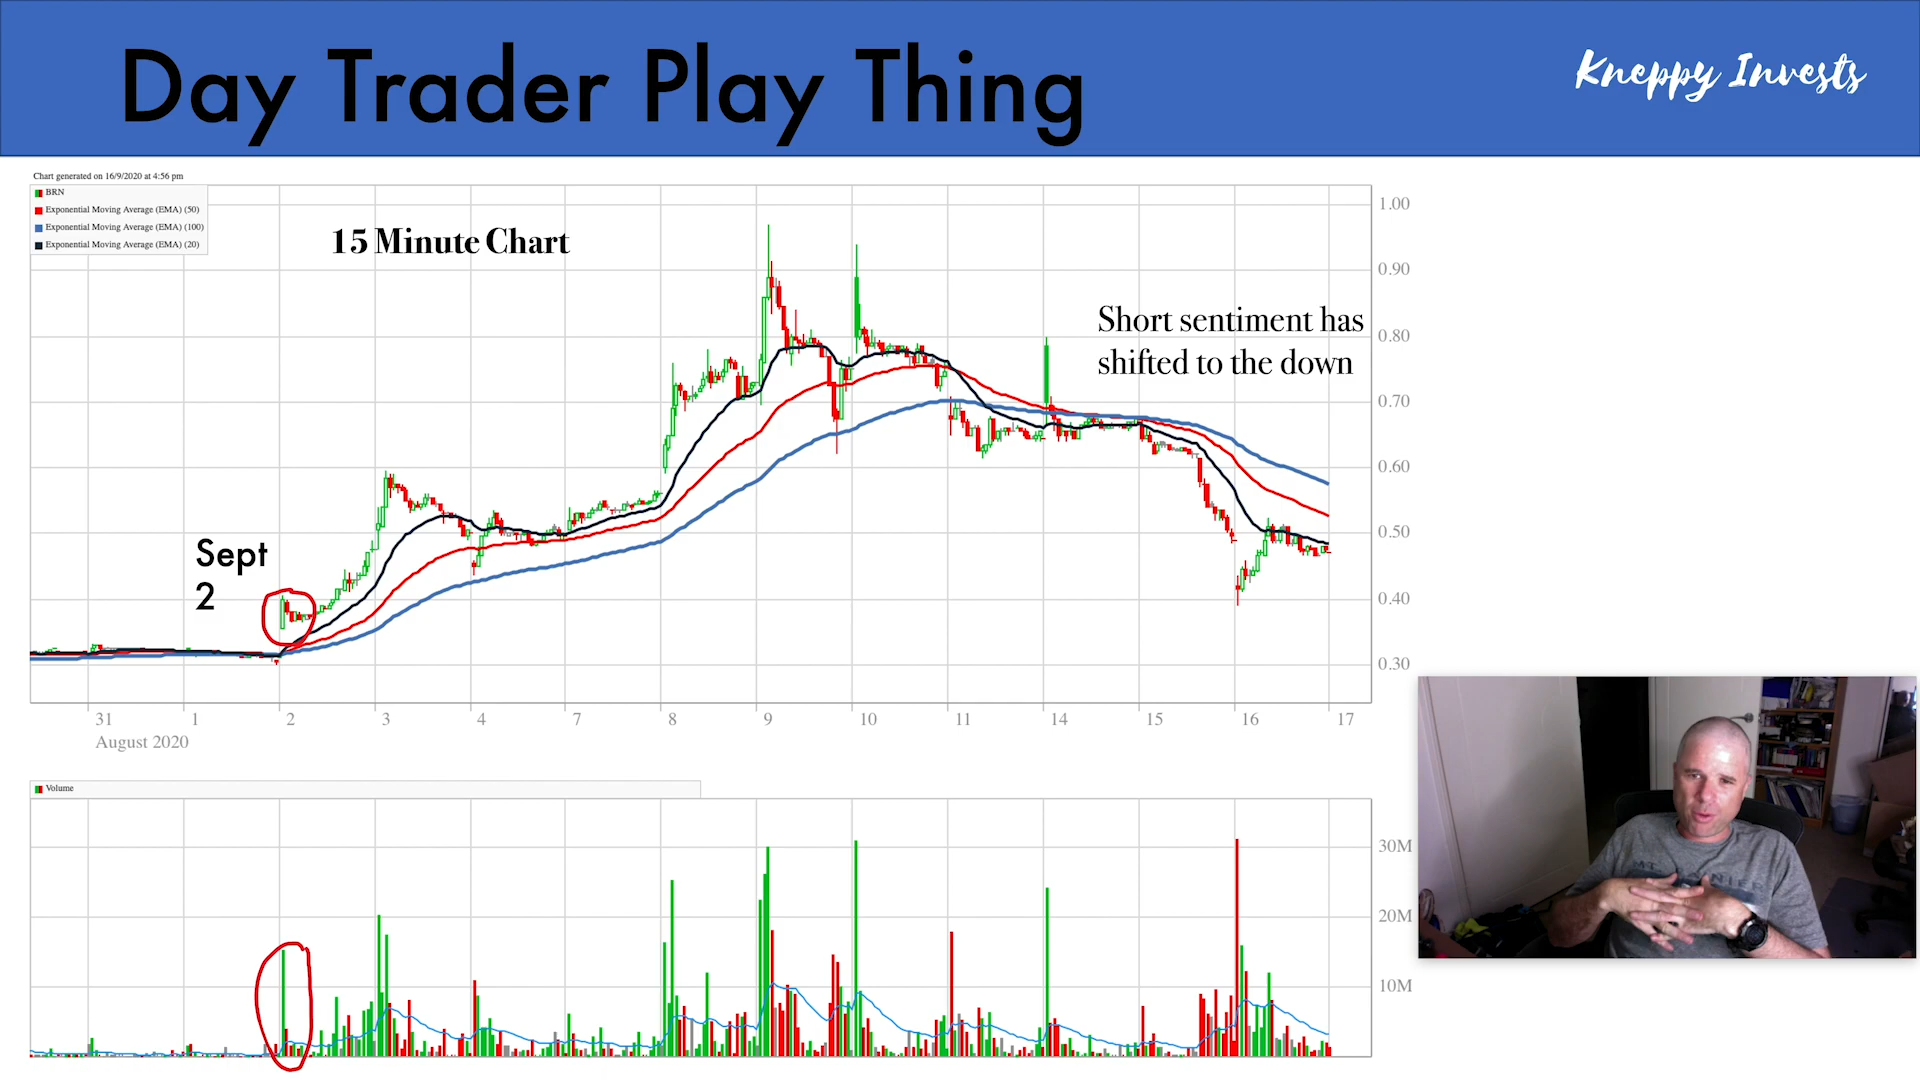 Day Trader Play Thing
Kneppy Invests
Chart generated on 16/9/2020 at 4:56 pm
BRN
Exponential Moving Average (EMA) (50)
Exponential Moving Average (EMA) (100)
Exponential Moving Average (EMA) (20)
15 Minute Chart
Short sentiment has
shifted to the down
Sept
2
1.00
0.90
0.80
0.70
0.60
0.50
0.40
0.30
31 1 2 3 4 7 8 9 10 11 14 15 16 17
August 2020
Volume
30M
20M
10M